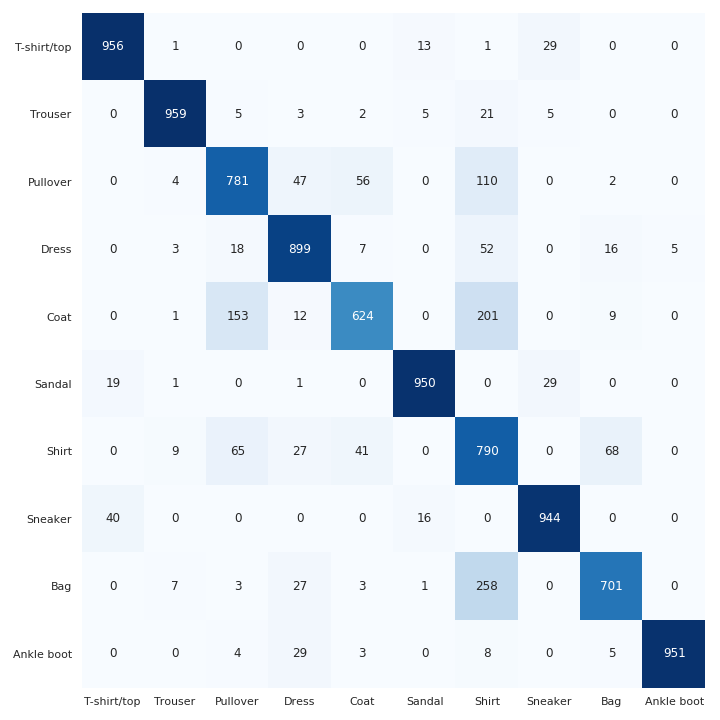 T-shirt/top 956 1 0 0 0 13 1 29 0 0
Trouser 0 959 5 3 2 5 21 5 0 0
Pullover 0 4 781 47 56 0 110 0 2 0
Dress 0 3 18 899 7 0 52 0 16 5
Coat 0 1 153 12 624 0 201 0 9 0
Sandal 19 1 0 1 0 950 0 29 0 0
Shirt 0 9 65 27 41 0 790 0 68 0
Sneaker 40 0 0 0 0 16 0 944 0 0
Bag 0 7 3 27 3 1 258 0 701 0
Ankle boot 0 0 4 29 3 0 8 0 5 951
T-shirt/top Trouser Pullover Dress Coat Sandal Shirt Sneaker Bag Ankle boot